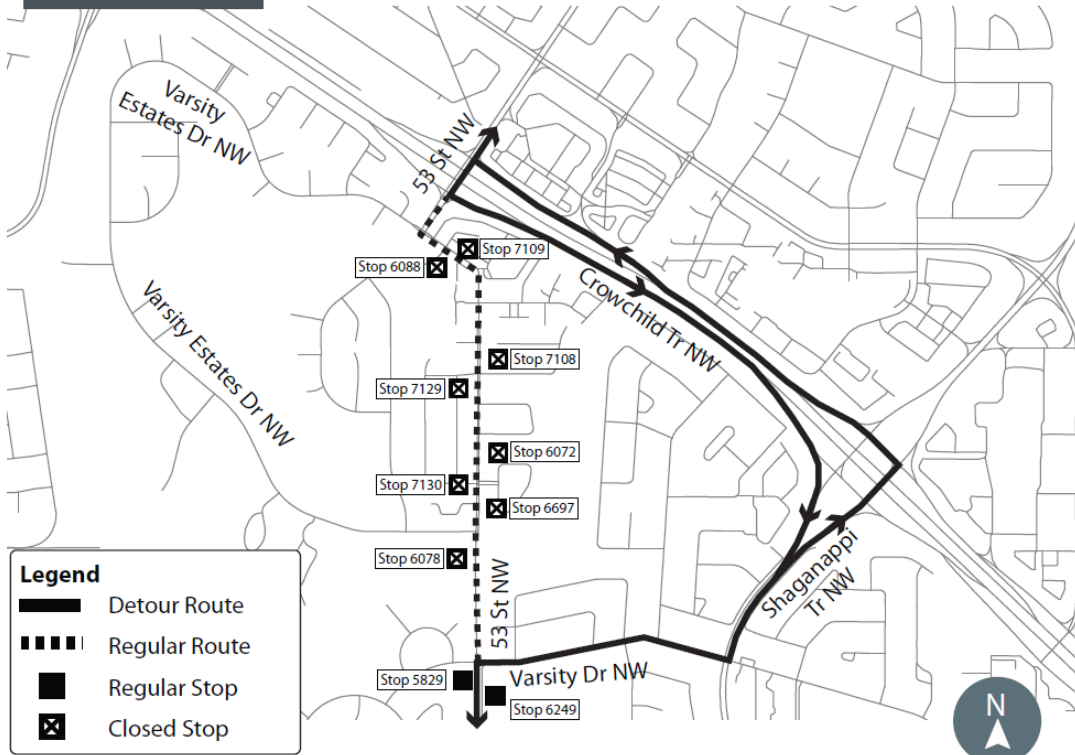 Varsity
Estates Dr NW
53 St NW
Stop 7109
Stop 6088
Crowchild Tr NW
Varsity Estates Dr NW
Stop 7108
Stop 7129
Stop 6072
Stop 7130
Stop 6697
Stop 6078
53 St NW
Shaganappi
Tr NW
Varsity Dr NW
Stop 5829
Stop 6249
Legend
Detour Route
Regular Route
Regular Stop
Closed Stop
N